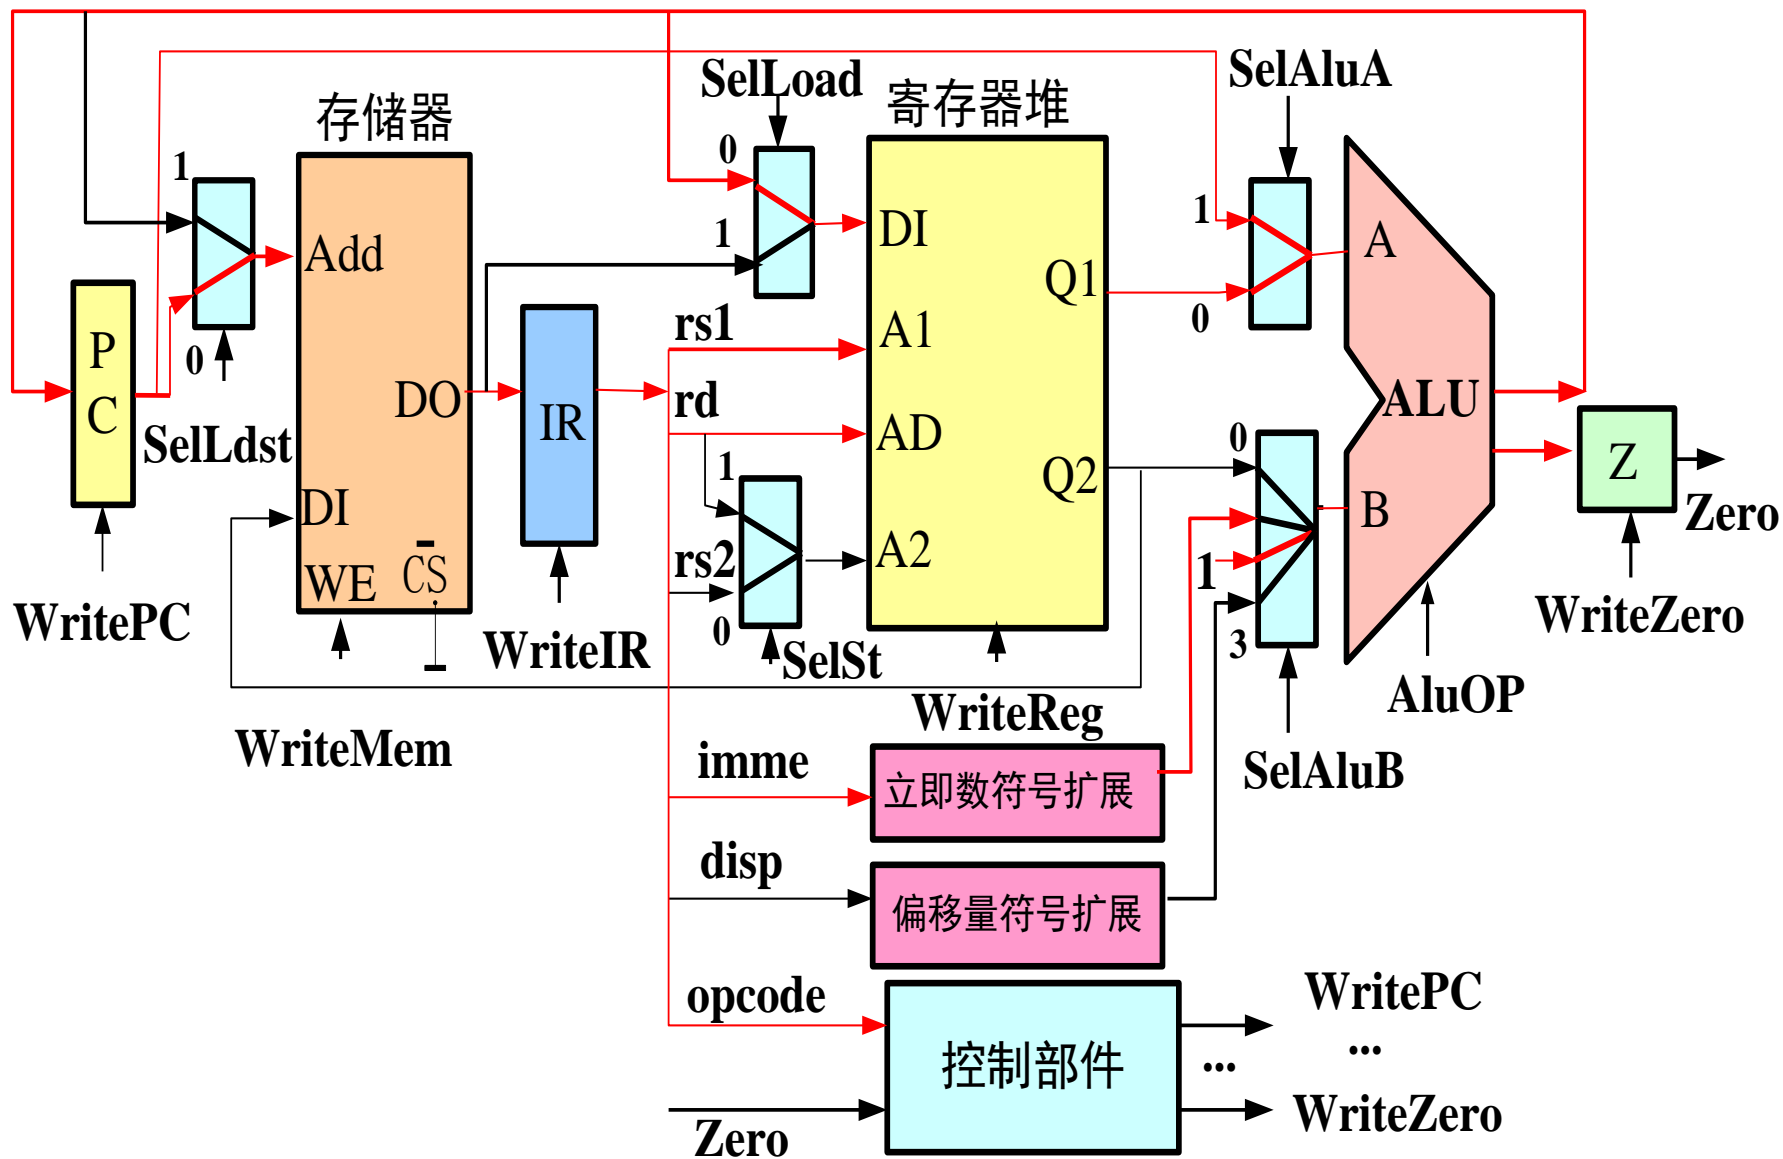 SelLoad
SelAluA
存储器
寄存器堆
0
1
1
1
0
0
Add
DI
Q1
A
P
C
SelLdst
DO
IR
rs1
A1
rd
AD
ALU
0
Z
Zero
1
Q2
B
DI
rs2
A2
1
WE
CS
0
3
WritePC
WriteIR
SelSt
WriteZero
WriteReg
AluOP
WriteMem
imme
立即数符号扩展
SelAluB
disp
偏移量符号扩展
opcode
控制部件
WritePC
...
...
WriteZero
Zero